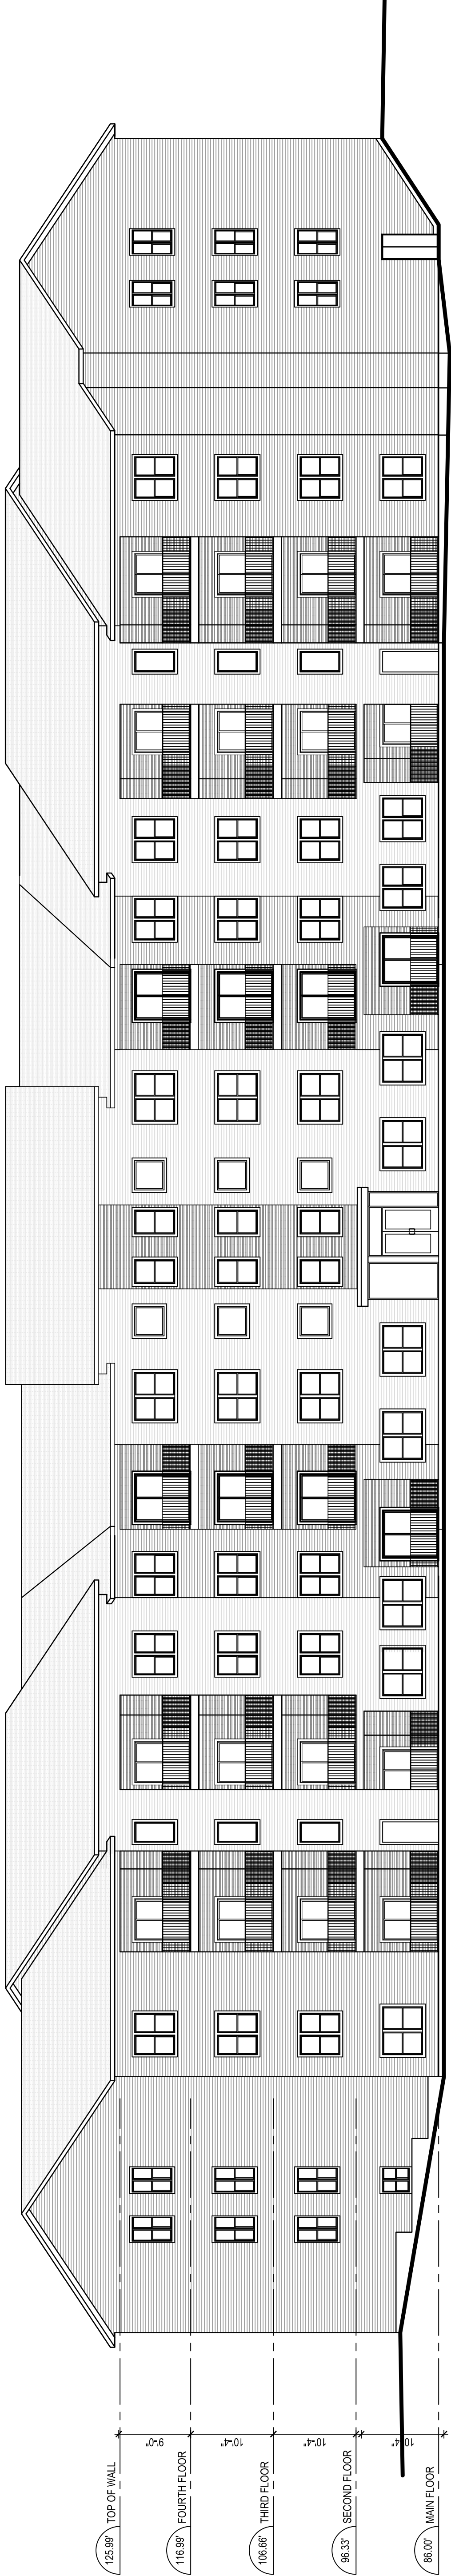 125.99' TOP OF WALL
9'-0"
116.99' FOURTH FLOOR
10'-4"
106.66' THIRD FLOOR
10'-4"
96.33' SECOND FLOOR
10'-4"
86.00' MAIN FLOOR